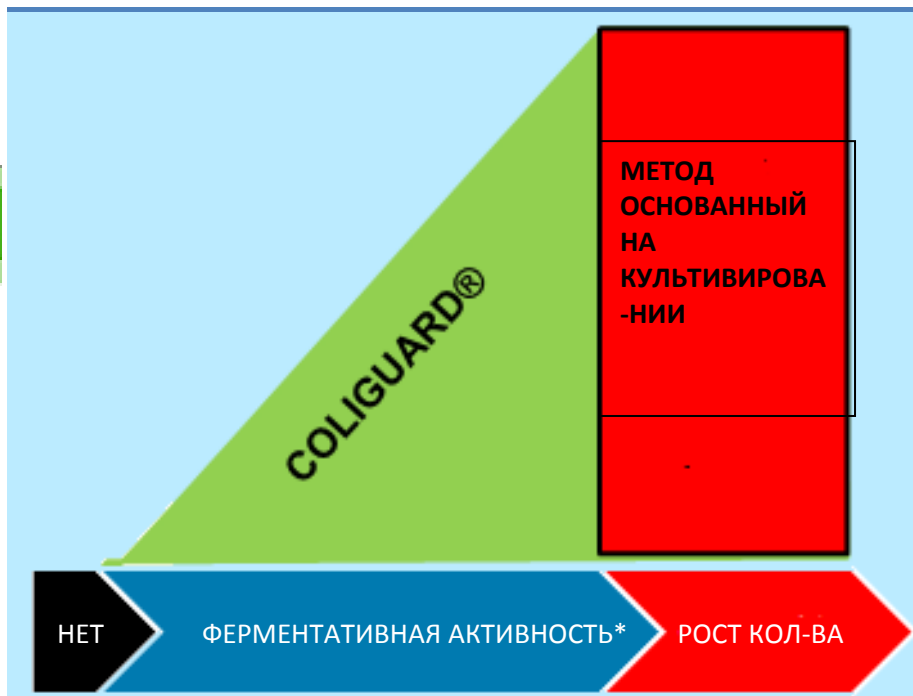 МЕТОД
ОСНОВАННЫЙ
НА
КУЛЬТИВИРОВА
-НИИ
COLIGUARD®
НЕТ
ФЕРМЕНТАТИВНАЯ АКТИВНОСТЬ*
РОСТ КОЛ-ВА